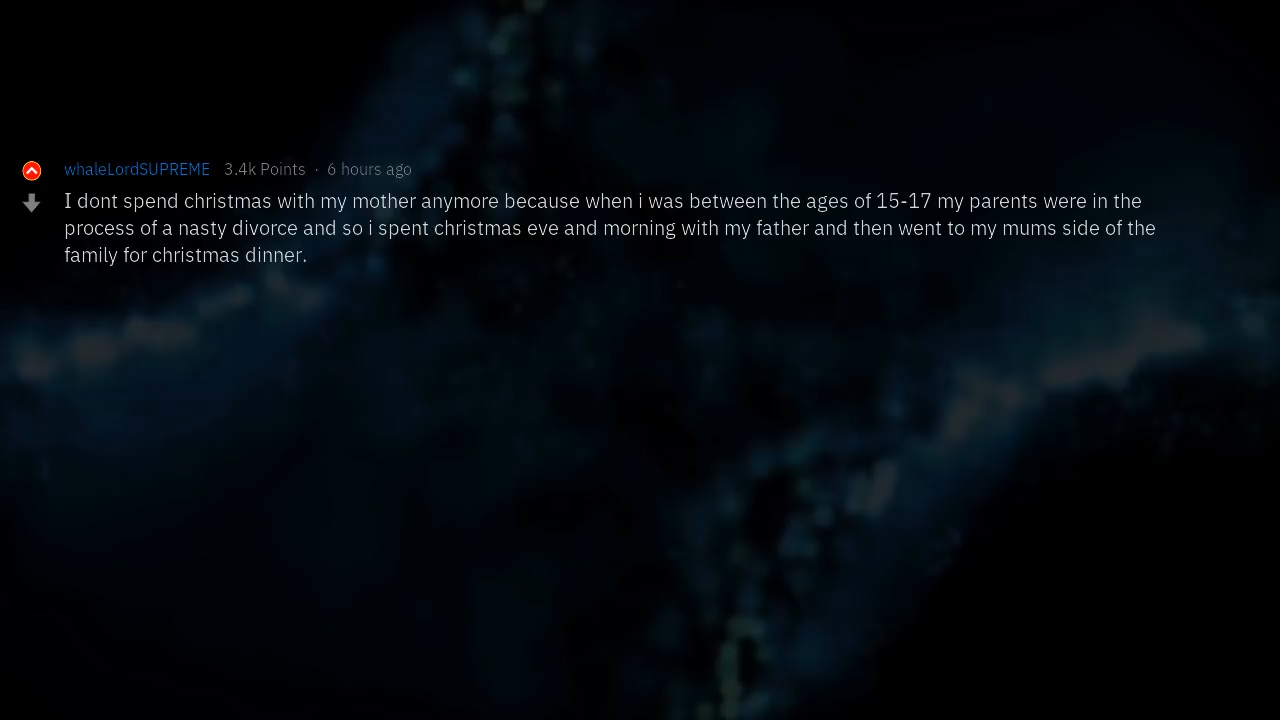 whaleLordSUPREME 3.4k Points · 6 hours ago
I dont spend christmas with my mother anymore because when i was between the ages of 15-17 my parents were in the
process of a nasty divorce and so i spent christmas eve and morning with my father and then went to my mums side of the
family for christmas dinner.